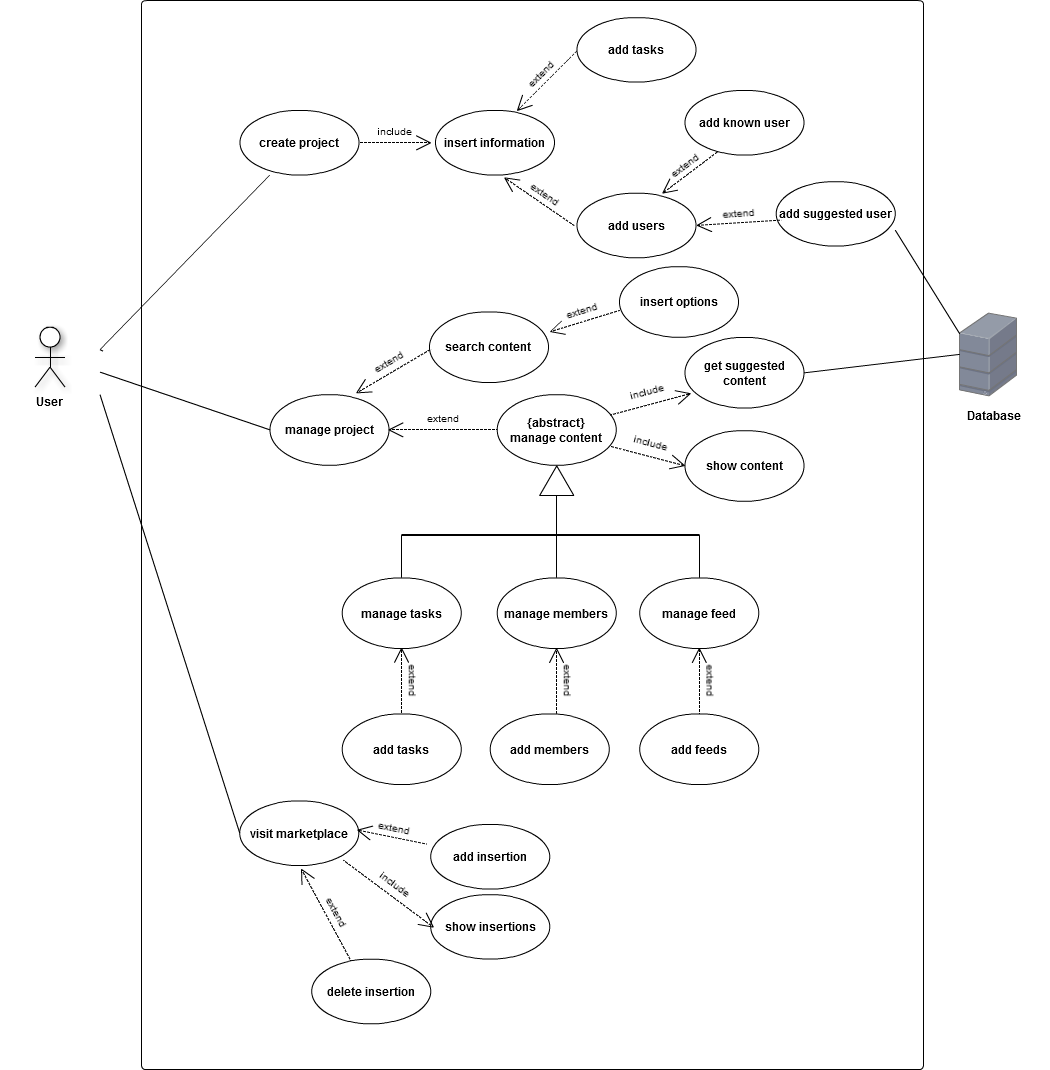 add tasks
extend
add known user
create project
include
insert information
extend
extend
add users
extend
add suggested user
insert options
extend
search content
extend
get suggested
content
include
User
Database
manage project
extend
{abstract}
manage content
include
show content
manage tasks
manage members
manage feed
extend
extend
extend
add tasks
add members
add feeds
visit marketplace
extend
add insertion
include
show insertions
extend
delete insertion